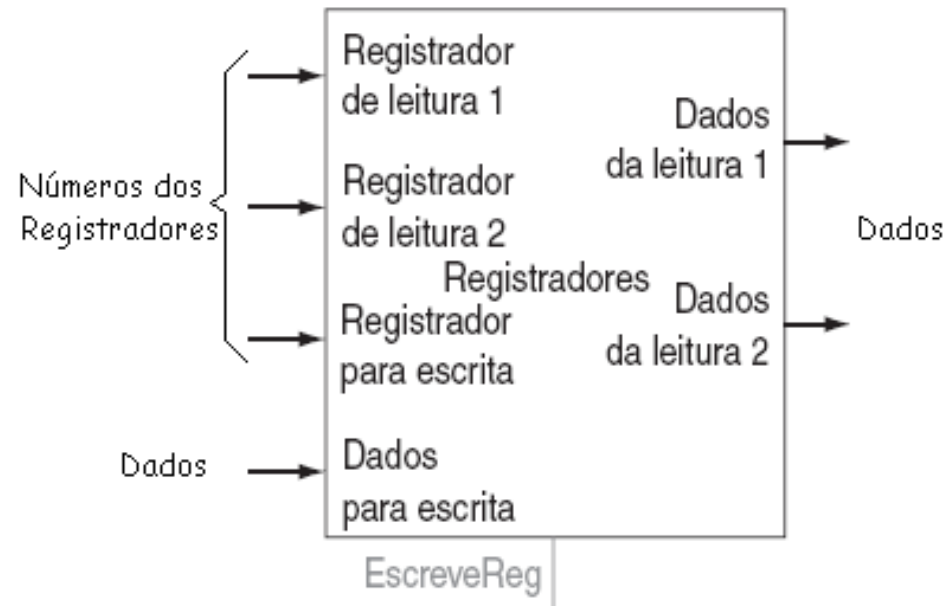 Números dos
Registradores
Dados
Registrador
de leitura 1
Registrador
de leitura 2
Registradores
Registrador
para escrita
Dados
para escrita
Dados
da leitura 1
Dados
da leitura 2
Dados
EscreveReg